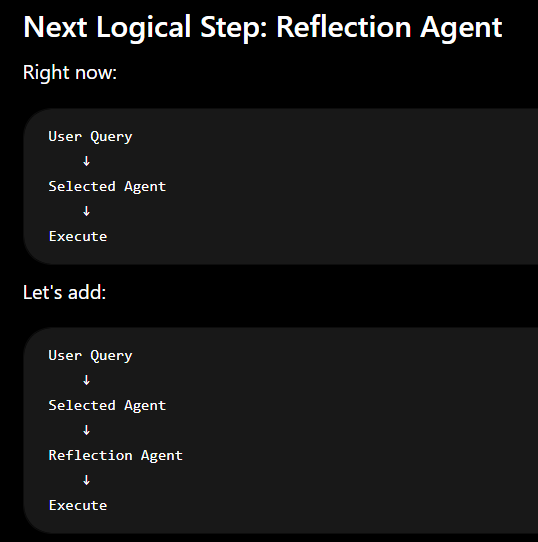 Next Logical Step: Reflection Agent
Right now:
User Query
↓
Selected Agent
↓
Execute
Let's add:
User Query
↓
Selected Agent
↓
Reflection Agent
↓
Execute